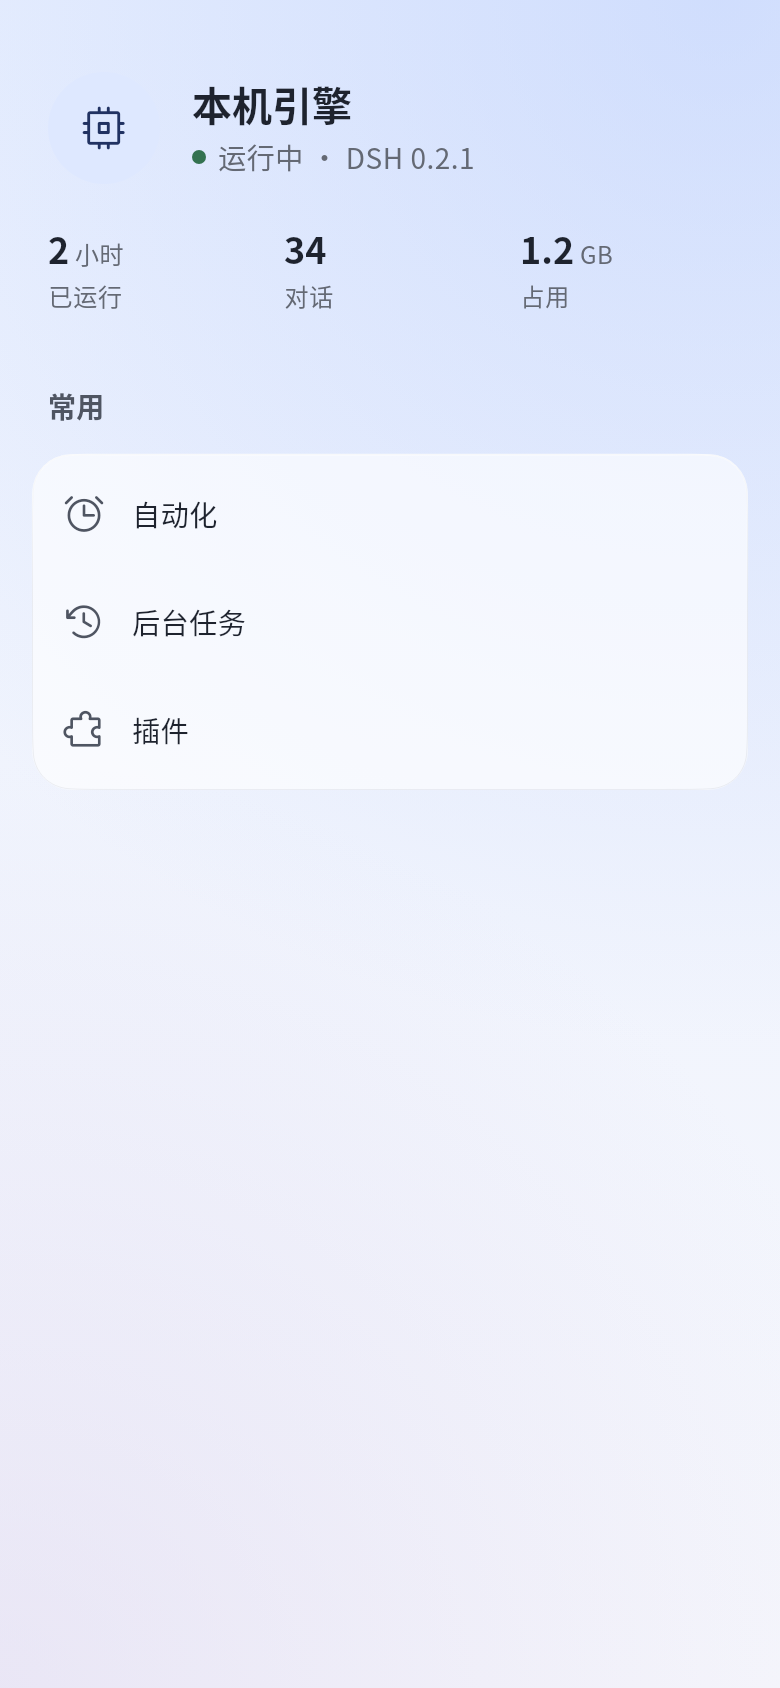 本机引擎
运行中 · DSH 0.2.1
2 小时
已运行
34
对话
1.2 GB
占用
常用
自动化
后台任务
插件